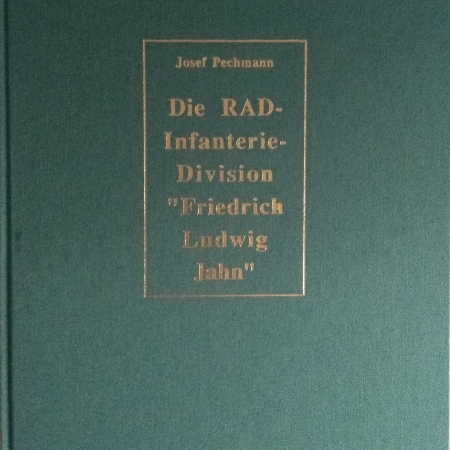 Josef Pechmann
Die RAD-
Infanterie-
Division
"Friedrich
Ludwig
Jahn"